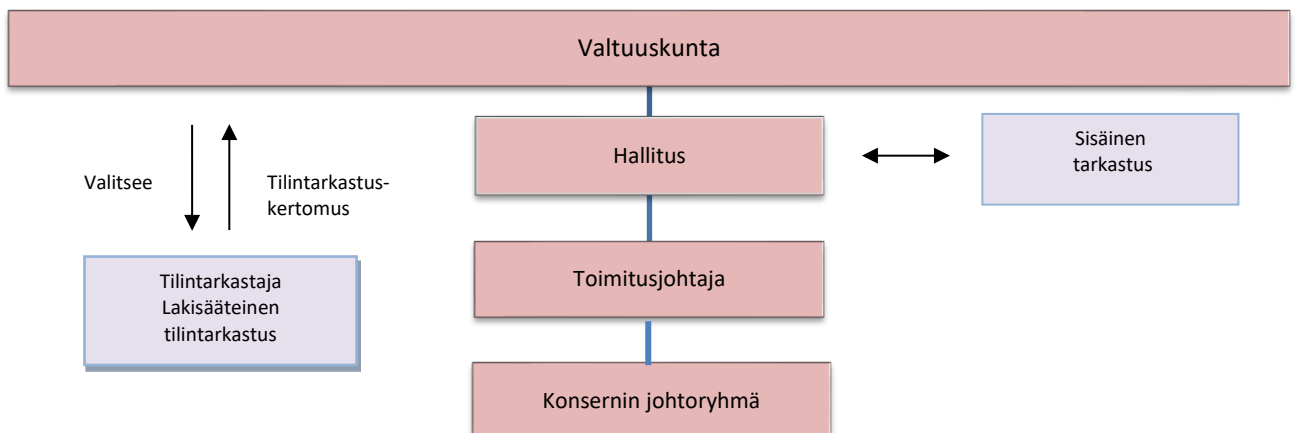 Valtuuskunta
Hallitus
Sisäinen
tarkastus
Valitsee
Tilintarkastus-
kertomus
Tilintarkastaja
Lakisääteinen
tilintarkastus
Toimitusjohtaja
Konsernin johtoryhmä